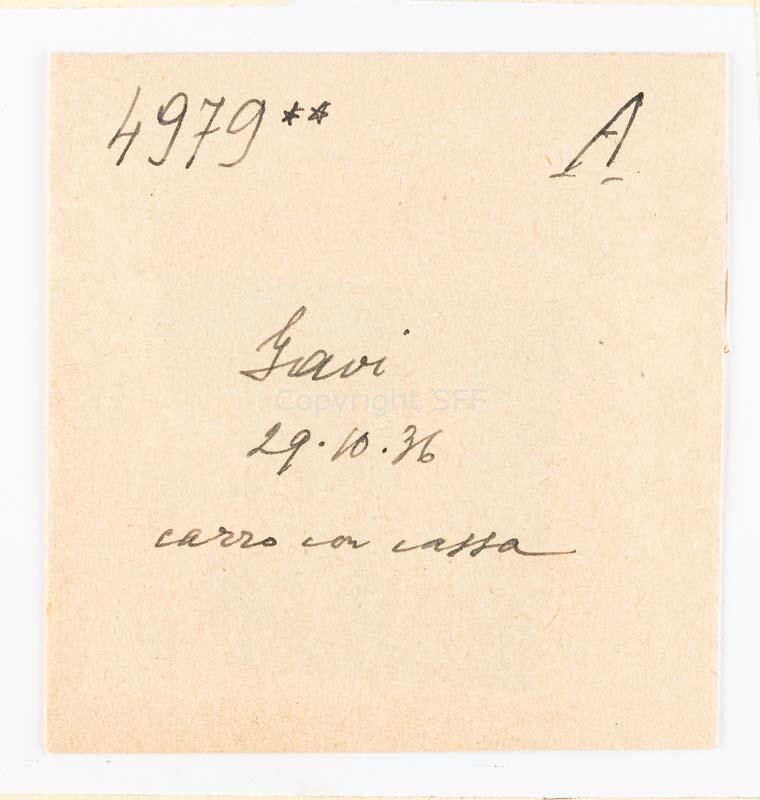 4979** A
Gavi
Copyright SFF
29.10.36
carro con cassa